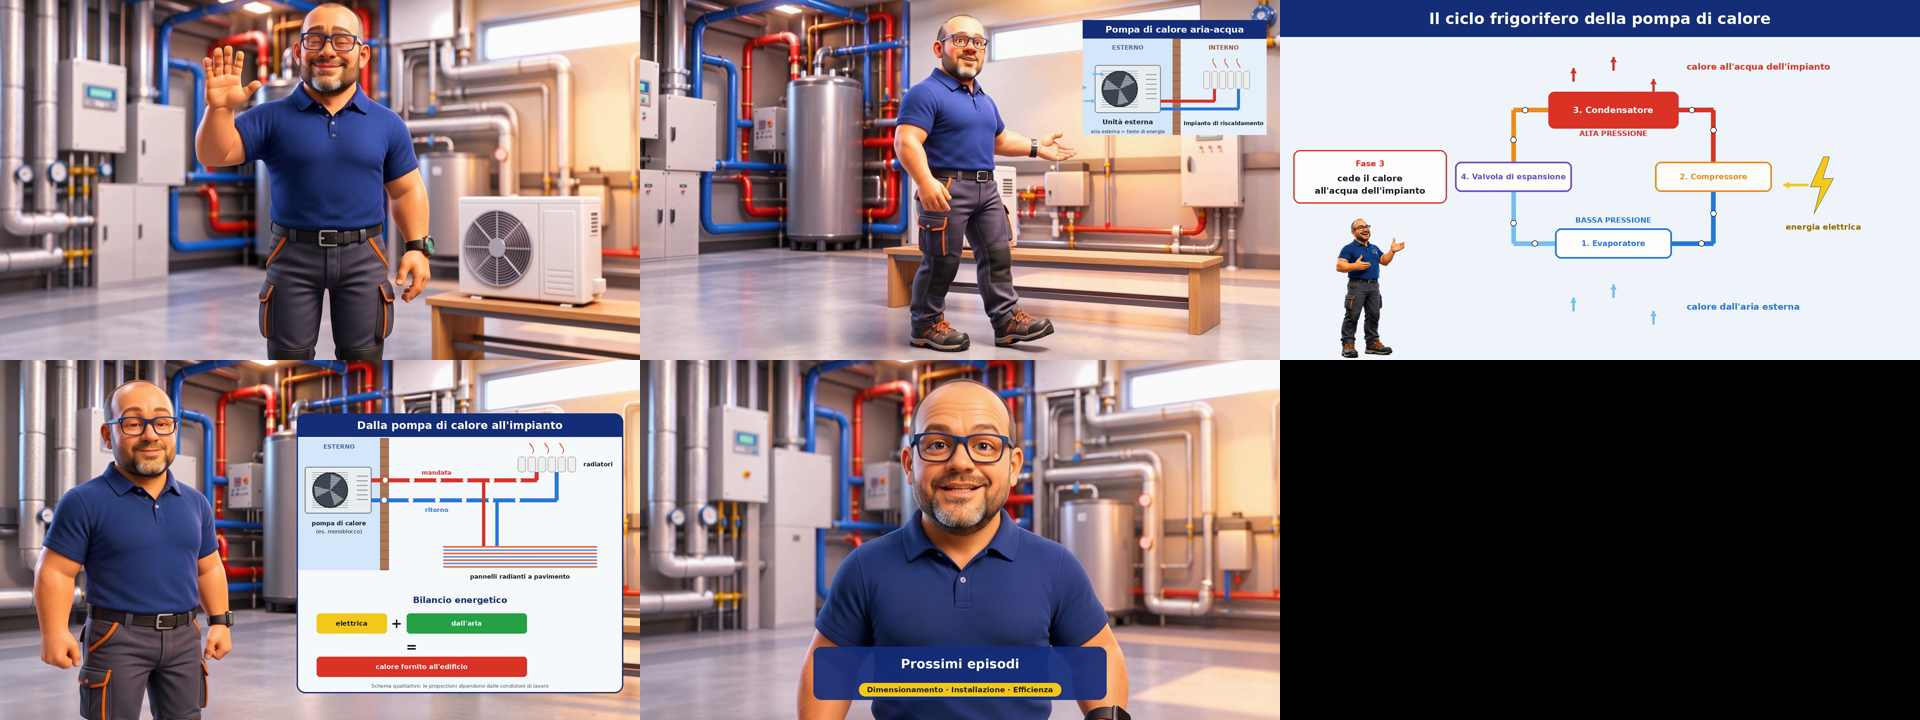 Pompa di calore aria-acqua
ESTERNO
INTERNO
Unità esterna
aria esterna = fonte di energia
Impianto di riscaldamento
Il ciclo frigorifero della pompa di calore
calore all'acqua dell'impianto
3. Condensatore
ALTA PRESSIONE
Fase 3
cede il calore
all'acqua dell'impianto
4. Valvola di espansione
2. Compressore
BASSA PRESSIONE
1. Evaporatore
energia elettrica
calore dall'aria esterna
Dalla pompa di calore all'impianto
ESTERNO
mandata
radiatori
ritorno
pompa di calore
(es. monoblocco)
pannelli radianti a pavimento
Bilancio energetico
elettrica
+
dall'aria
=
calore fornito all'edificio
Schema qualitativo: le proporzioni dipendono dalle condizioni di lavoro
Prossimi episodi
Dimensionamento · Installazione · Efficienza